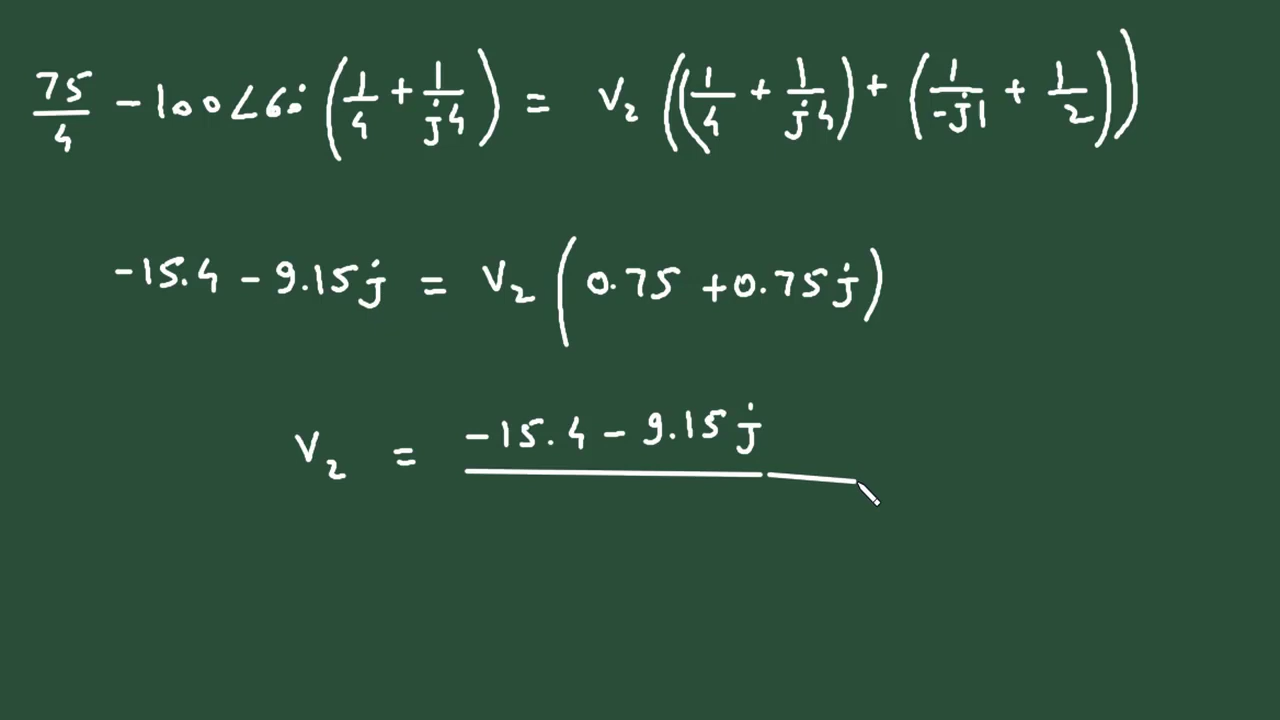 75/4 - 100∠60° (1/4 + 1/j4) = V₂ ((1/4 + 1/j4) + (1/-j1 + 1/2))
-15.4 - 9.15j = V₂ (0.75 + 0.75j)
V₂ = -15.4 - 9.15j